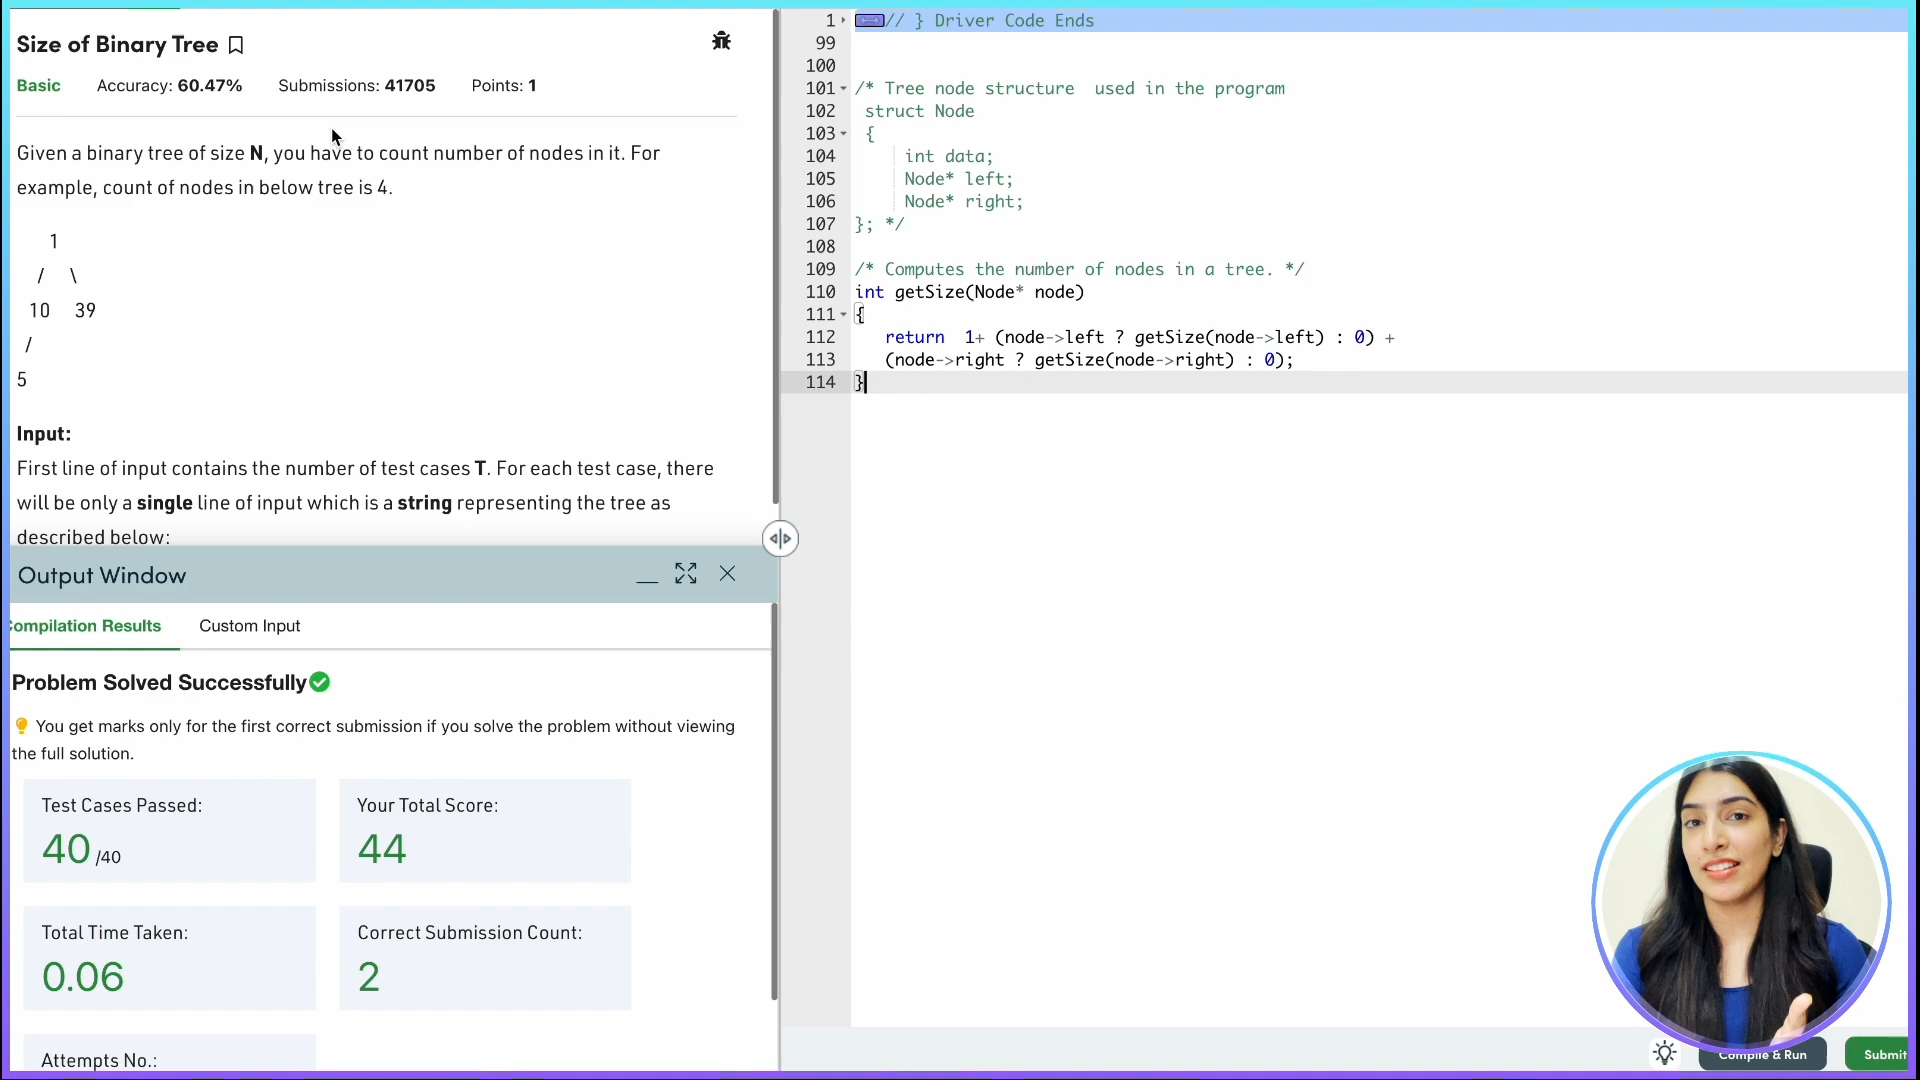 Size of Binary Tree
Basic Accuracy: 60.47% Submissions: 41705 Points: 1
Given a binary tree of size N, you have to count number of nodes in it. For
example, count of nodes in below tree is 4.
1
/ \
10 39
/
5
Input:
First line of input contains the number of test cases T. For each test case, there
will be only a single line of input which is a string representing the tree as
described below:
Output Window
ompilation Results Custom Input
Problem Solved Successfully
You get marks only for the first correct submission if you solve the problem without viewing
the full solution.
Test Cases Passed:
40 /40
Your Total Score:
44
Total Time Taken:
0.06
Correct Submission Count:
2
Attempts No.:
1 // } Driver Code Ends
99
100
101 /* Tree node structure  used in the program
102 struct Node
103 {
104 int data;
105 Node* left;
106 Node* right;
107 }; */
108
109 /* Computes the number of nodes in a tree. */
110 int getSize(Node* node)
111 {
112 return  1+ (node->left ? getSize(node->left) : 0) +
113 (node->right ? getSize(node->right) : 0);
114 }
Compile & Run
Submit